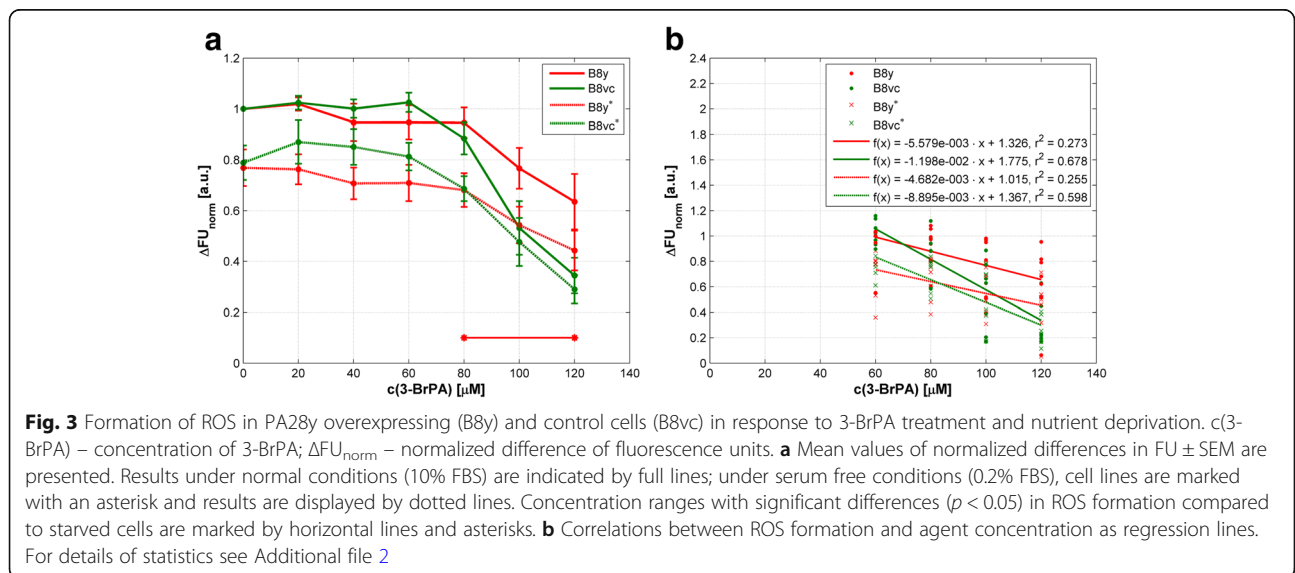 a
1.2
1
0.8
0.6
0.4
0.2
0
ΔFU_norm [a.u.]
B8y
B8vc
B8y*
B8vc*
0 20 40 60 80 100 120 140
c(3-BrPA) [μM]
b
2.4
2.2
2
1.8
1.6
1.4
1.2
1
0.8
0.6
0.4
0.2
0
ΔFU_norm [a.u.]
B8y
B8vc
B8y*
B8vc*
f(x) = -5.579e-003 · x + 1.326, r² = 0.273
f(x) = -1.198e-002 · x + 1.775, r² = 0.678
f(x) = -4.682e-003 · x + 1.015, r² = 0.255
f(x) = -8.895e-003 · x + 1.367, r² = 0.598
0 20 40 60 80 100 120 140
c(3-BrPA) [μM]
Fig. 3 Formation of ROS in PA28y overexpressing (B8y) and control cells (B8vc) in response to 3-BrPA treatment and nutrient deprivation. c(3-
BrPA) – concentration of 3-BrPA; ΔFU_norm – normalized difference of fluorescence units. a Mean values of normalized differences in FU ± SEM are
presented. Results under normal conditions (10% FBS) are indicated by full lines; under serum free conditions (0.2% FBS), cell lines are marked
with an asterisk and results are displayed by dotted lines. Concentration ranges with significant differences (p < 0.05) in ROS formation compared
to starved cells are marked by horizontal lines and asterisks. b Correlations between ROS formation and agent concentration as regression lines.
For details of statistics see Additional file 2